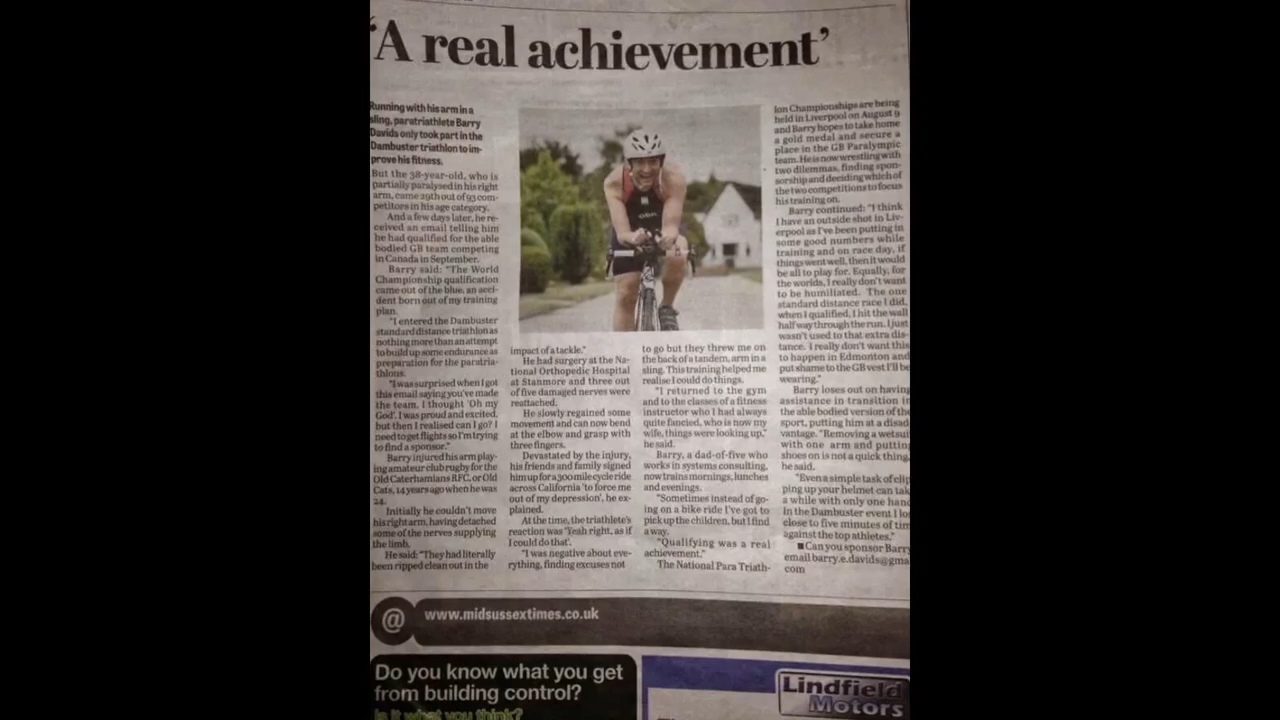 ‘A real achievement’
Running with his arm in a
sling, paratriathlete Barry
Davids only took part in the
Dambuster triathlon to im-
prove his fitness.
But the 38-year-old, who is
partially paralysed in his right
arm, came 29th out of 93 com-
petitors in his age category.
And a few days later, he re-
ceived an email telling him
he had qualified for the able
bodied GB team competing
in Canada in September.
Barry said: "The World
Championship qualification
came out of the blue, an acci-
dent born out of my training
plan.
"I entered the Dambuster
standard distance triathlon as
nothing more than an attempt
to build up some endurance as
preparation for the paratria-
thlons.
"I was surprised when I got
this email saying you've made
the team, I thought 'Oh my
God'. I was proud and excited,
but then I realised can I go? I
need to get flights so I'm trying
to find a sponsor."
Barry injured his arm play-
ing amateur club rugby for the
Old Caterhamians RFC, or Old
Cats, 14 years ago when he was
24.
Initially he couldn't move
his right arm, having detached
some of the nerves supplying
the limb.
He said: "They had literally
been ripped clean out in the
impact of a tackle."
He had surgery at the Na-
tional Orthopedic Hospital
at Stanmore and three out
of five damaged nerves were
reattached.
He slowly regained some
movement and can now bend
at the elbow and grasp with
three fingers.
Devastated by the injury,
his friends and family signed
him up for a 300 mile cycle ride
across California 'to force me
out of my depression', he ex-
plained.
At the time, the triathlete's
reaction was 'Yeah right, as if
I could do that'.
"I was negative about eve-
rything, finding excuses not
to go but they threw me on
the back of a tandem, arm in a
sling. This training helped me
realise I could do things.
"I returned to the gym
and to the classes of a fitness
instructor who I had always
quite fancied, who is now my
wife, things were looking up,"
he said.
Barry, a dad-of-five who
works in systems consulting,
now trains mornings, lunches
and evenings.
"Sometimes instead of go-
ing on a bike ride I've got to
pick up the children, but I find
a way.
"Qualifying was a real
achievement."
The National Para Triath-
lon Championships are being
held in Liverpool on August 9
and Barry hopes to take home
a gold medal and secure a
place in the GB Paralympic
team. He is now wrestling with
two dilemmas, finding spon-
sorship and deciding which of
the two competitions to focus
his training on.
Barry continued: "I think
I have an outside shot in Liv-
erpool as I've been putting in
some good numbers while
training and on race day, if
things went well, then it would
be all to play for. Equally, for
the worlds, I really don't want
to be humiliated. The one
standard distance race I did,
when I qualified, I hit the wall
half way through the run. I just
wasn't used to that extra dis-
tance. I really don't want this
to happen in Edmonton and
put shame to the GB vest I'll be
wearing."
Barry loses out on having
assistance in transition in
the able bodied version of the
sport, putting him at a disad
vantage. "Removing a wetsui
with one arm and putting
shoes on is not a quick thing,
he said.
"Even a simple task of clip
ping up your helmet can tak
a while with only one hand
in the Dambuster event I lo
close to five minutes of tim
against the top athletes."
■ Can you sponsor Barry
email barry.e.davids@gma
com
@ www.midsussextimes.co.uk
Do you know what you get
from building control?
Is it what you think?
Lindfield
Motors